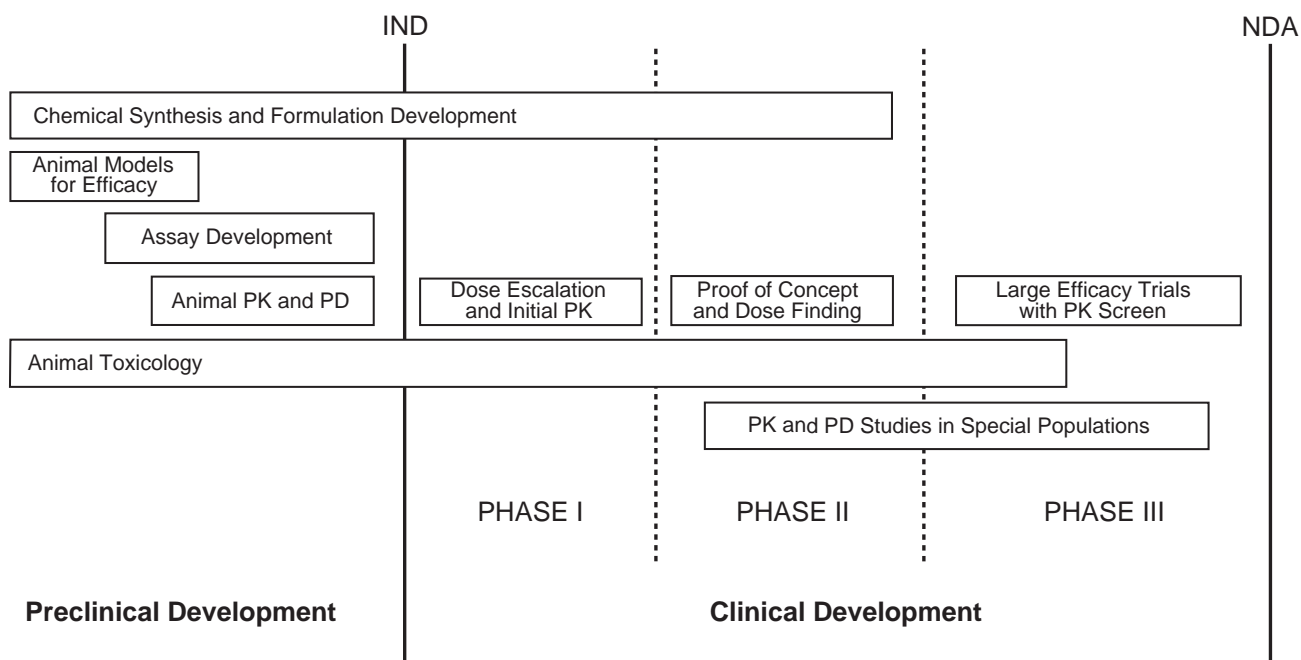 IND
NDA
Chemical Synthesis and Formulation Development
Animal Models
for Efficacy
Assay Development
Animal PK and PD
Dose Escalation
and Initial PK
Proof of Concept
and Dose Finding
Large Efficacy Trials
with PK Screen
Animal Toxicology
PK and PD Studies in Special Populations
PHASE I
PHASE II
PHASE III
Preclinical Development
Clinical Development